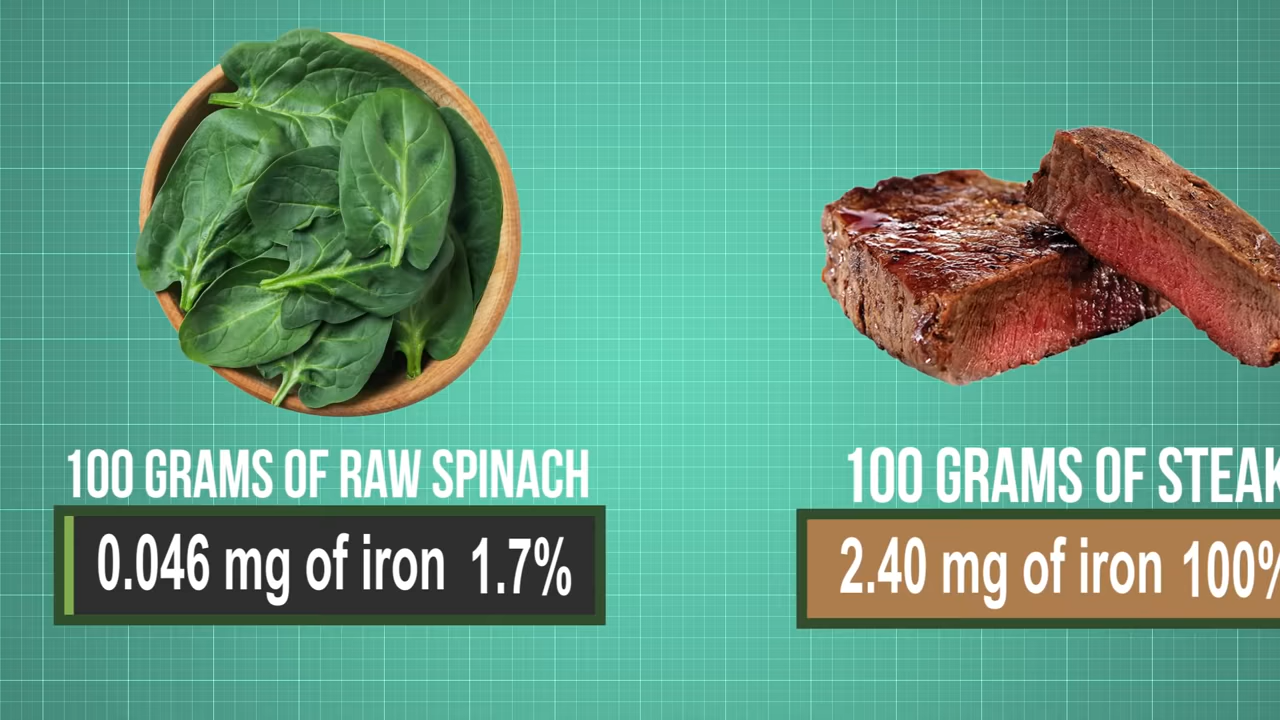 100 GRAMS OF RAW SPINACH
0.046 mg of iron 1.7%
100 GRAMS OF STEAK
2.40 mg of iron 100%